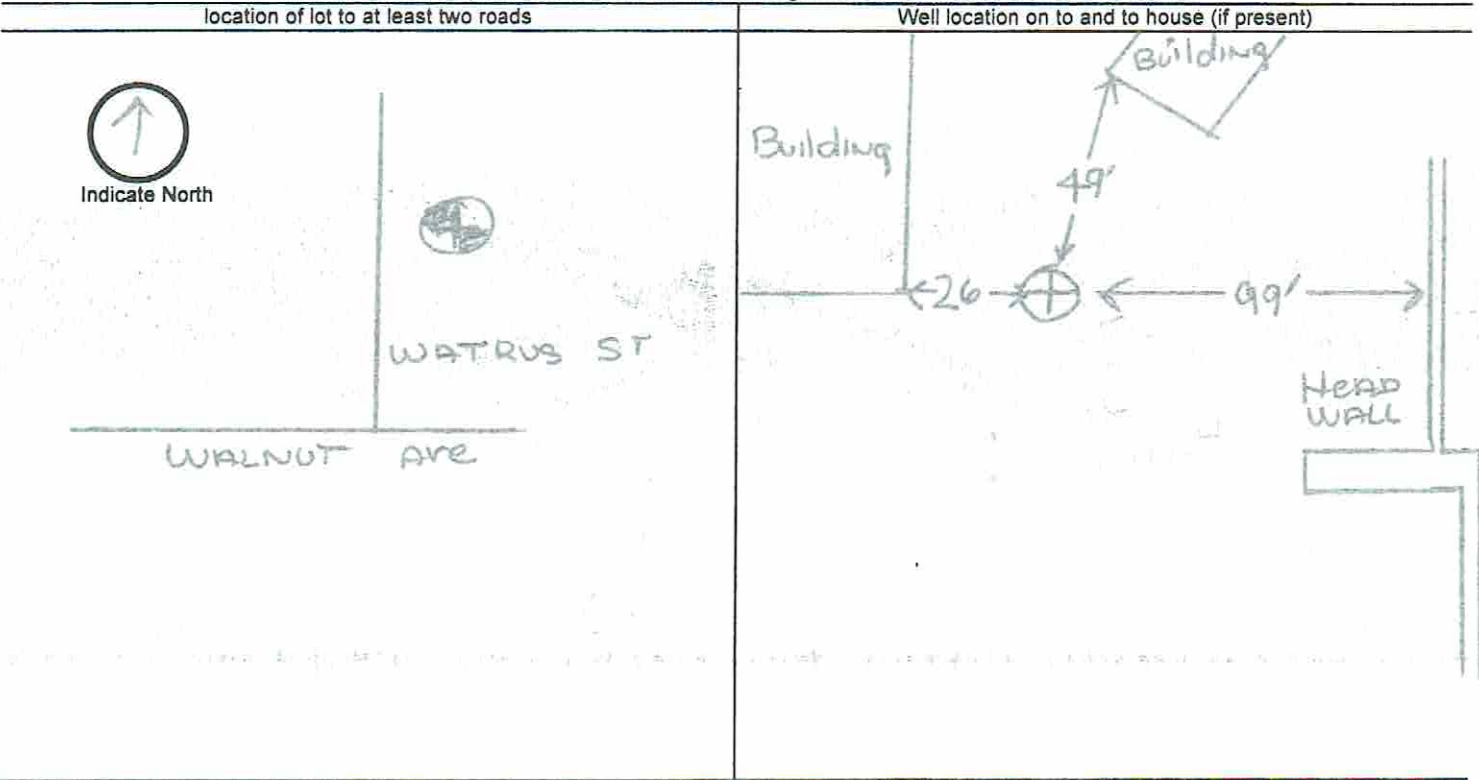 location of lot to at least two roads
Indicate North
WATRUS ST
WALNUT Ave
Well location on to and to house (if present)
Building
Building
49'
26
99'
HEAD
WALL